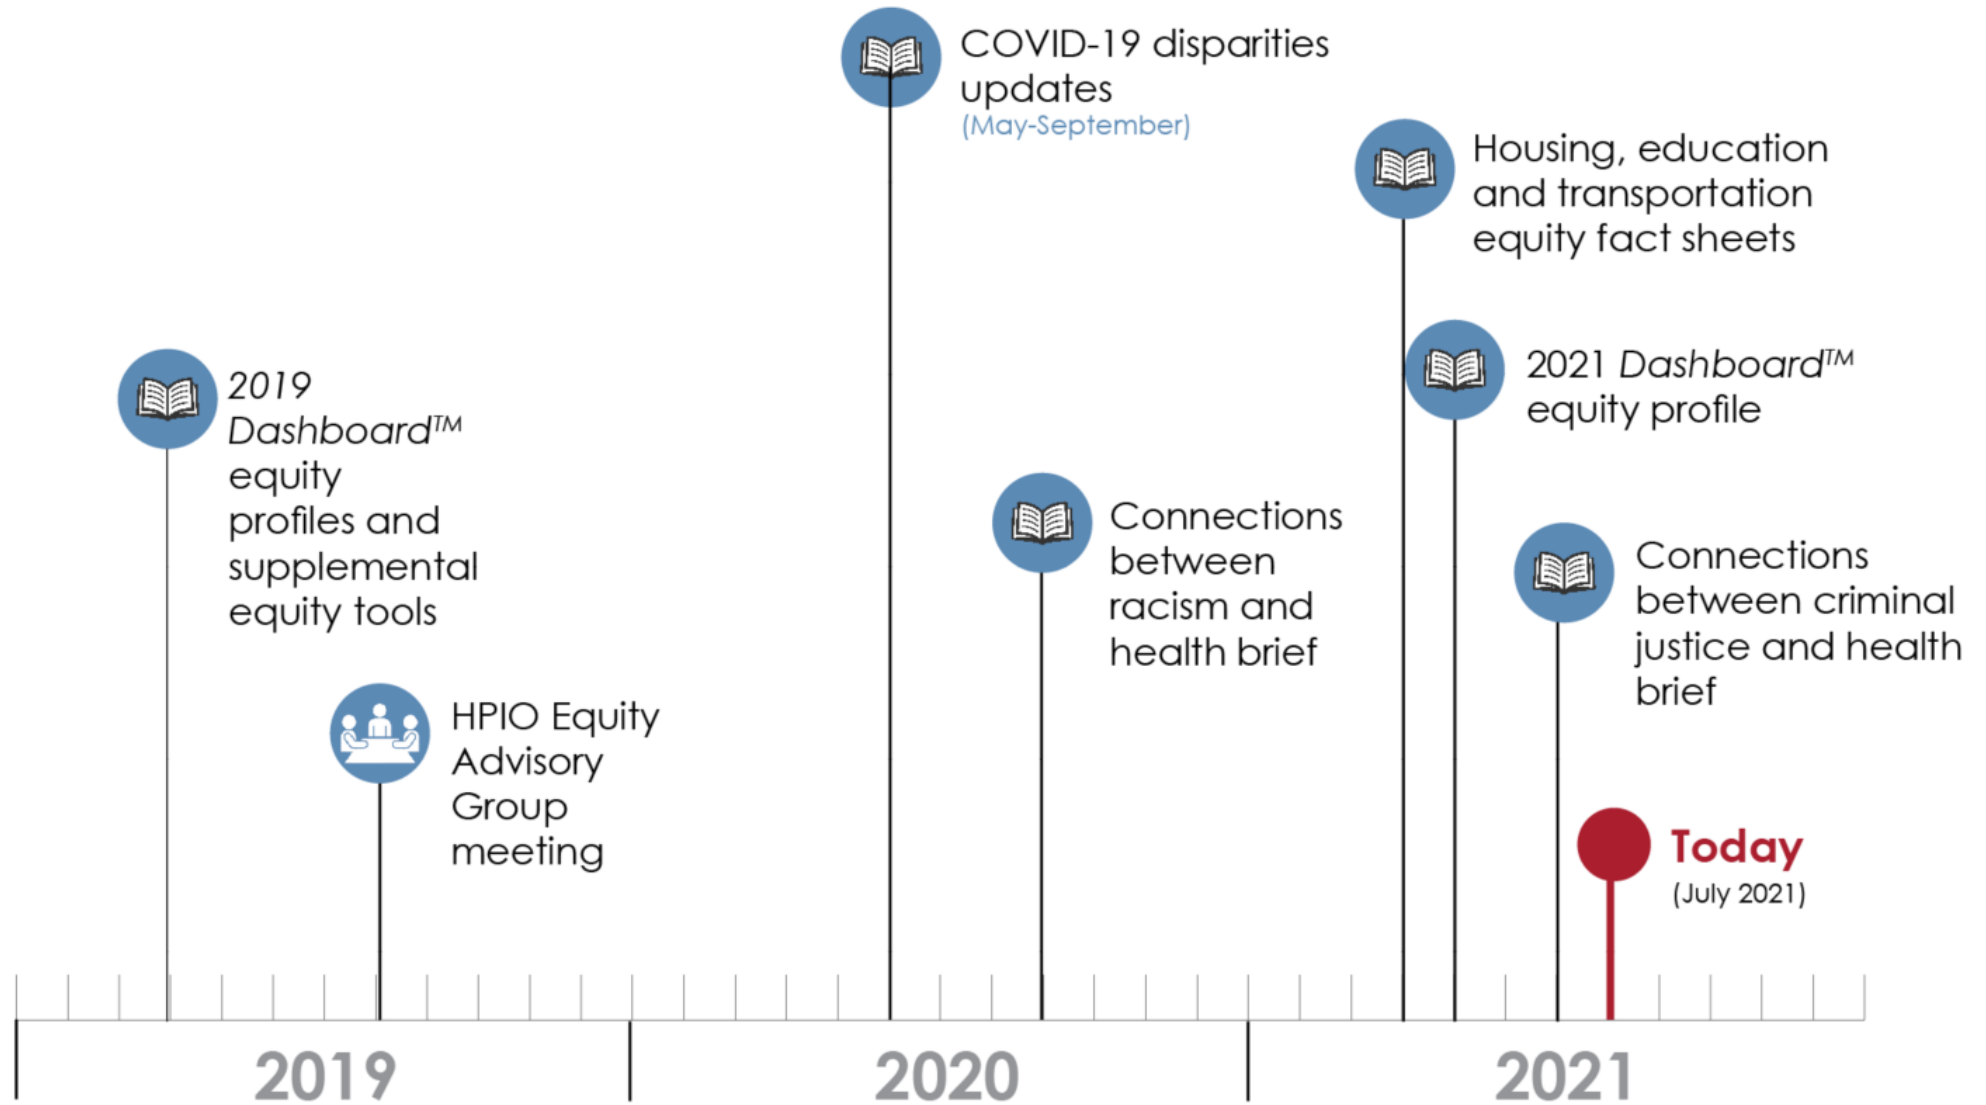 COVID-19 disparities
updates
(May-September)
Housing, education
and transportation
equity fact sheets
2019
Dashboard™
equity
profiles and
supplemental
equity tools
2021 Dashboard™
equity profile
Connections
between
racism and
health brief
Connections
between criminal
justice and health
brief
HPIO Equity
Advisory
Group
meeting
Today
(July 2021)
2019
2020
2021